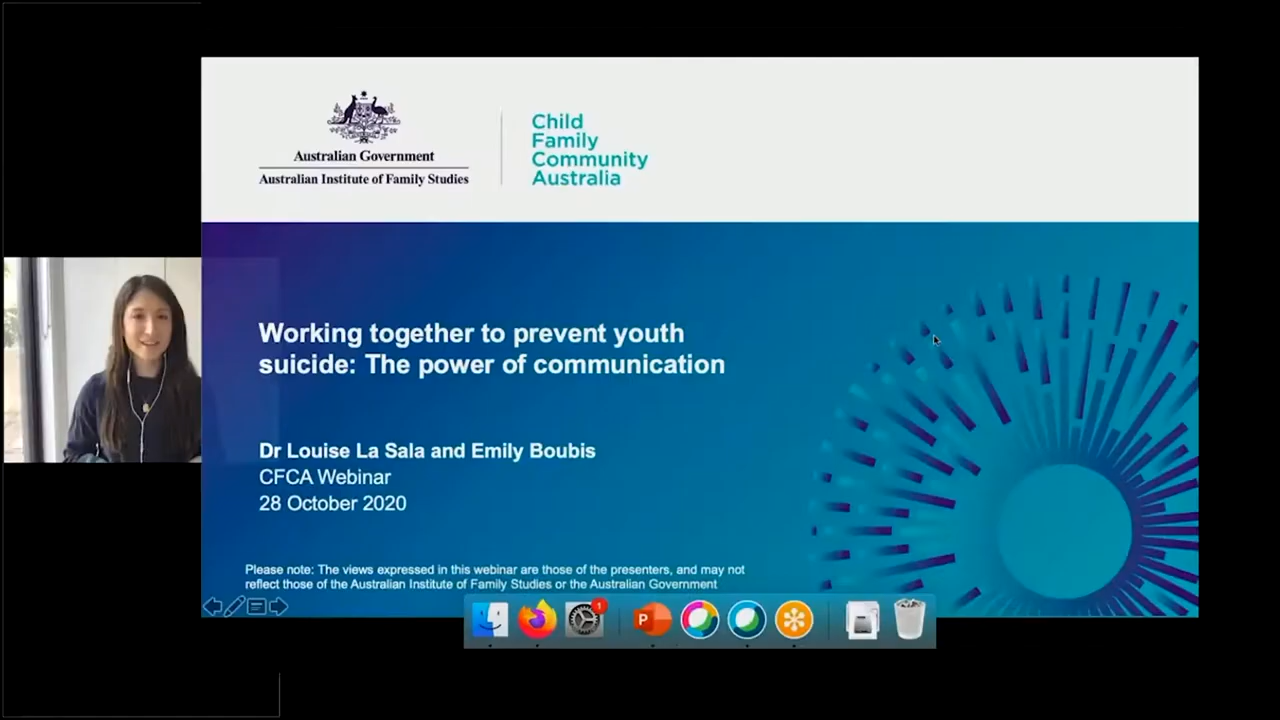 Australian Government
Australian Institute of Family Studies
Child
Family
Community
Australia
Working together to prevent youth
suicide: The power of communication
Dr Louise La Sala and Emily Boubis
CFCA Webinar
28 October 2020
Please note: The views expressed in this webinar are those of the presenters, and may not
reflect those of the Australian Institute of Family Studies or the Australian Government
1
P